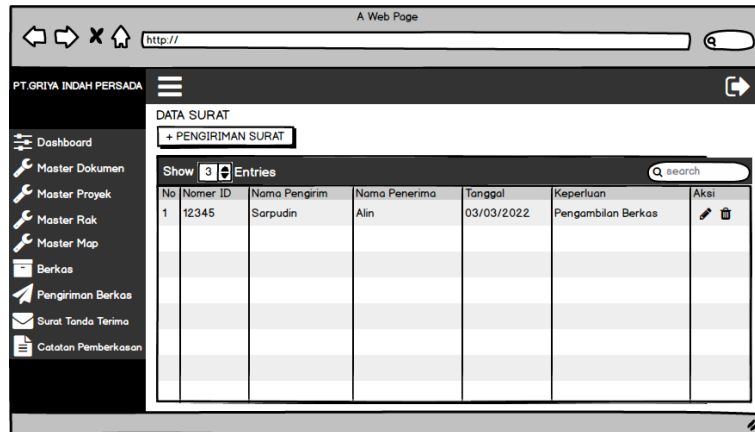 A Web Page
http://
PT.GRIYA INDAH PERSADA
DATA SURAT
+ PENGIRIMAN SURAT
Dashboard
Master Dokumen
Master Proyek
Master Rak
Master Map
Berkas
Pengiriman Berkas
Surat Tanda Terima
Catatan Pemberkasan
Show 3 Entries
search
No Nomer ID Nama Pengirim Nama Penerima Tanggal Keperluan Aksi
1 12345 Sarpudin Alin 03/03/2022 Pengambilan Berkas